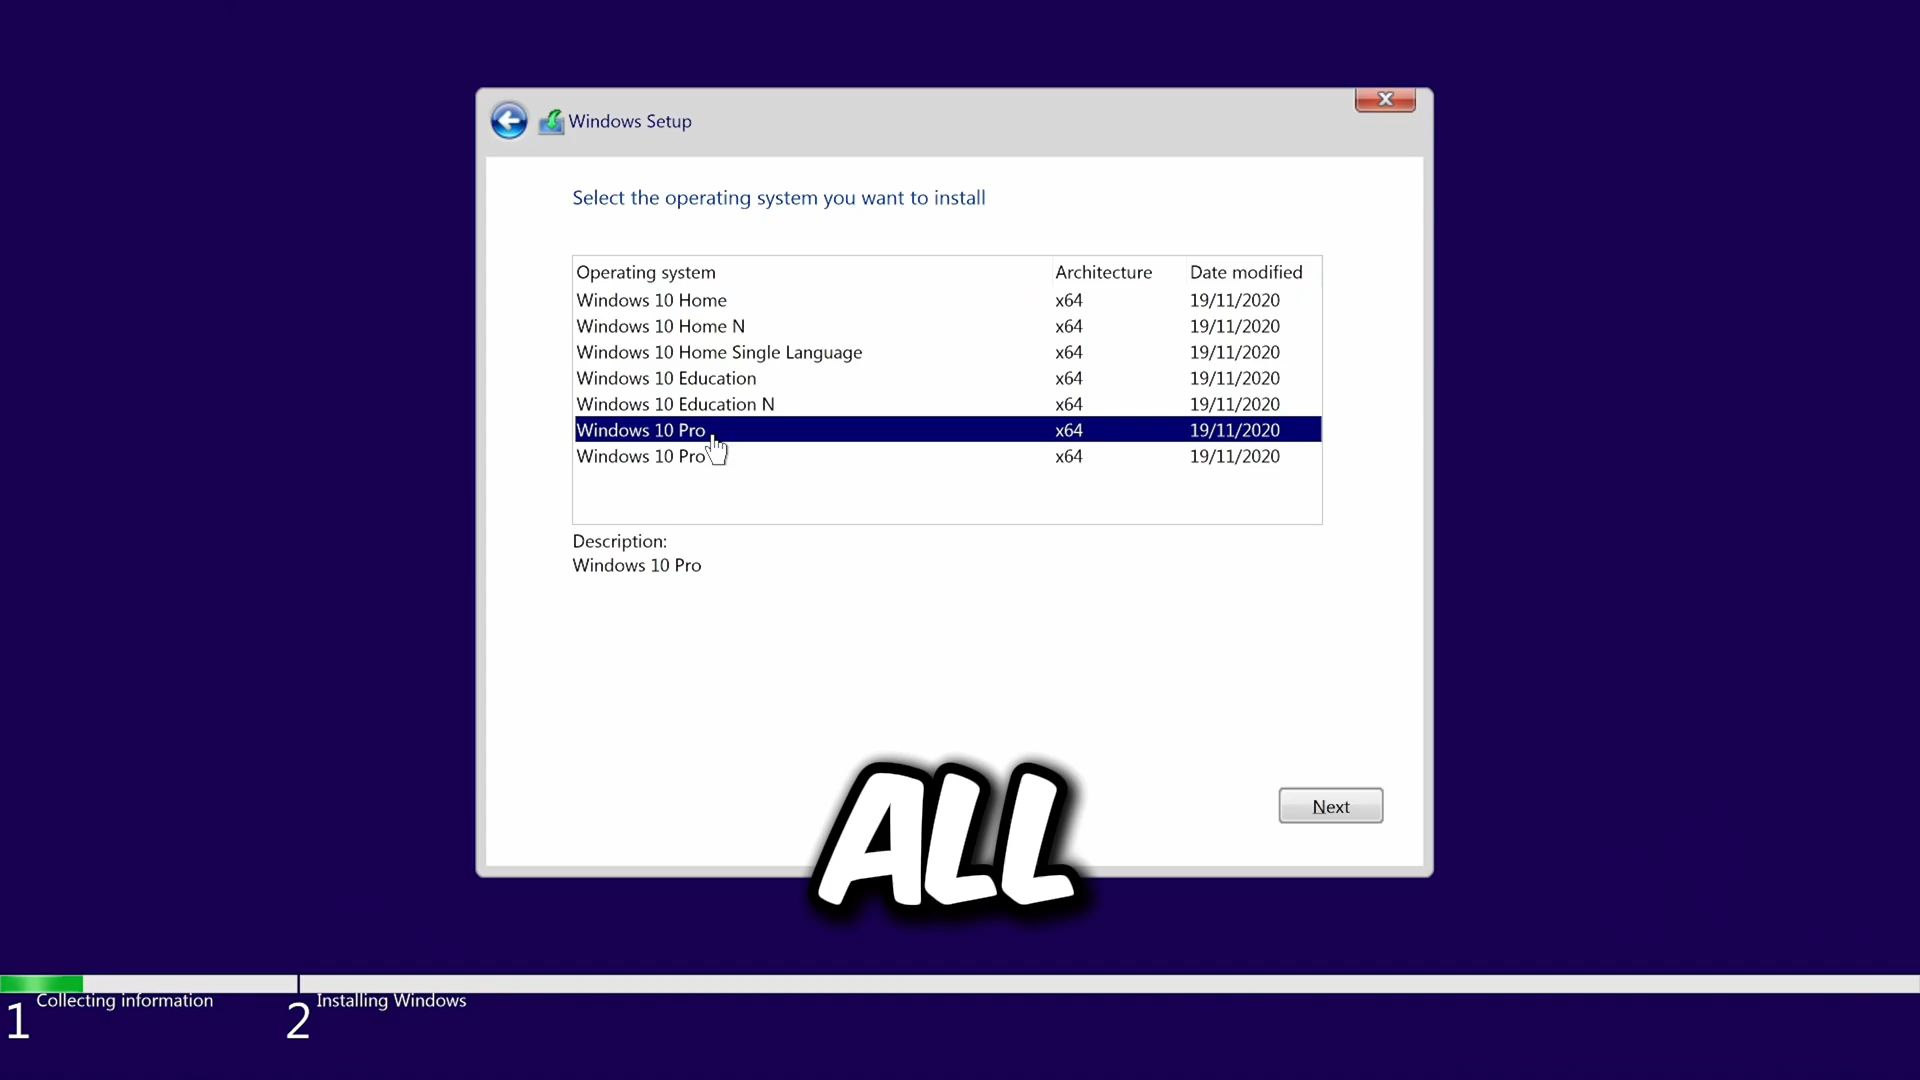 Windows Setup
Select the operating system you want to install
Operating system Architecture Date modified
Windows 10 Home x64 19/11/2020
Windows 10 Home N x64 19/11/2020
Windows 10 Home Single Language x64 19/11/2020
Windows 10 Education x64 19/11/2020
Windows 10 Education N x64 19/11/2020
Windows 10 Pro x64 19/11/2020
Windows 10 Pro x64 19/11/2020
Description:
Windows 10 Pro
Next
ALL
1 Collecting information 2 Installing Windows